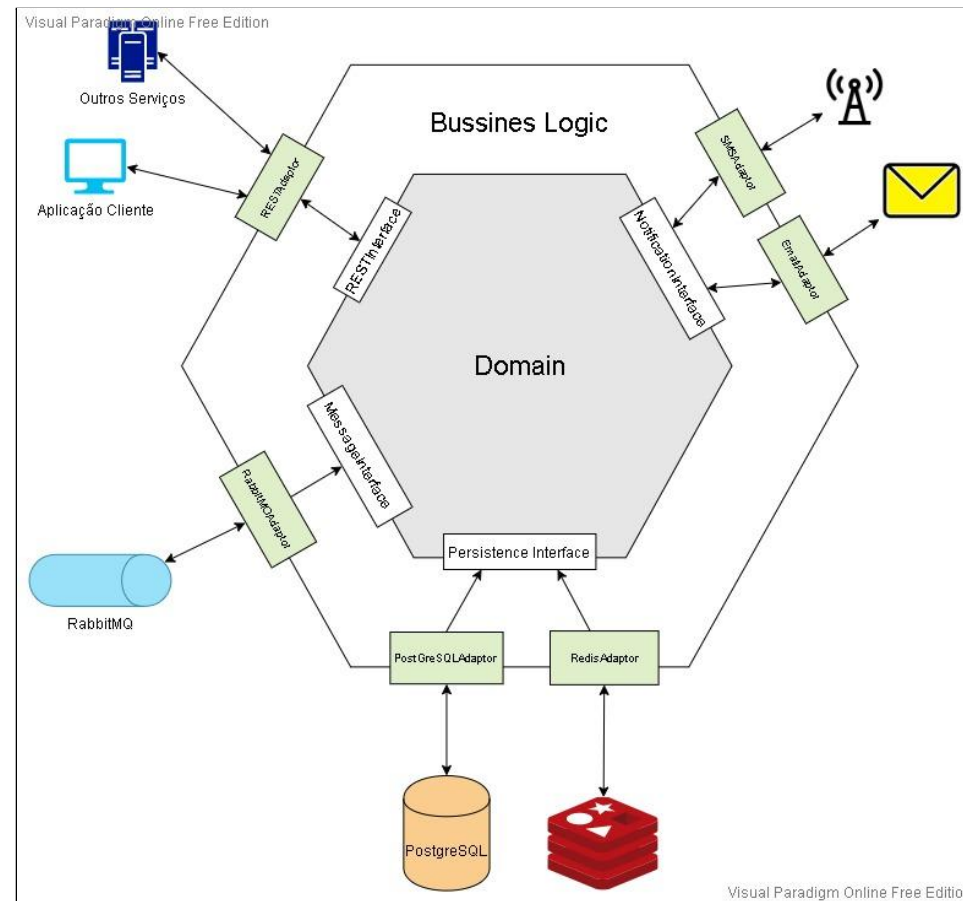 Visual Paradigm Online Free Edition
Outros Serviços
Bussines Logic
SMSAdaptor
Aplicação Cliente
RESTAdaptor
RESTInterface
NotificationInterface
EmailAdaptor
Domain
MessageInterface
RabbitMQAdaptor
Persistence Interface
RabbitMQ
PostGreSQLAdaptor
RedisAdaptor
PostgreSQL
Visual Paradigm Online Free Editio